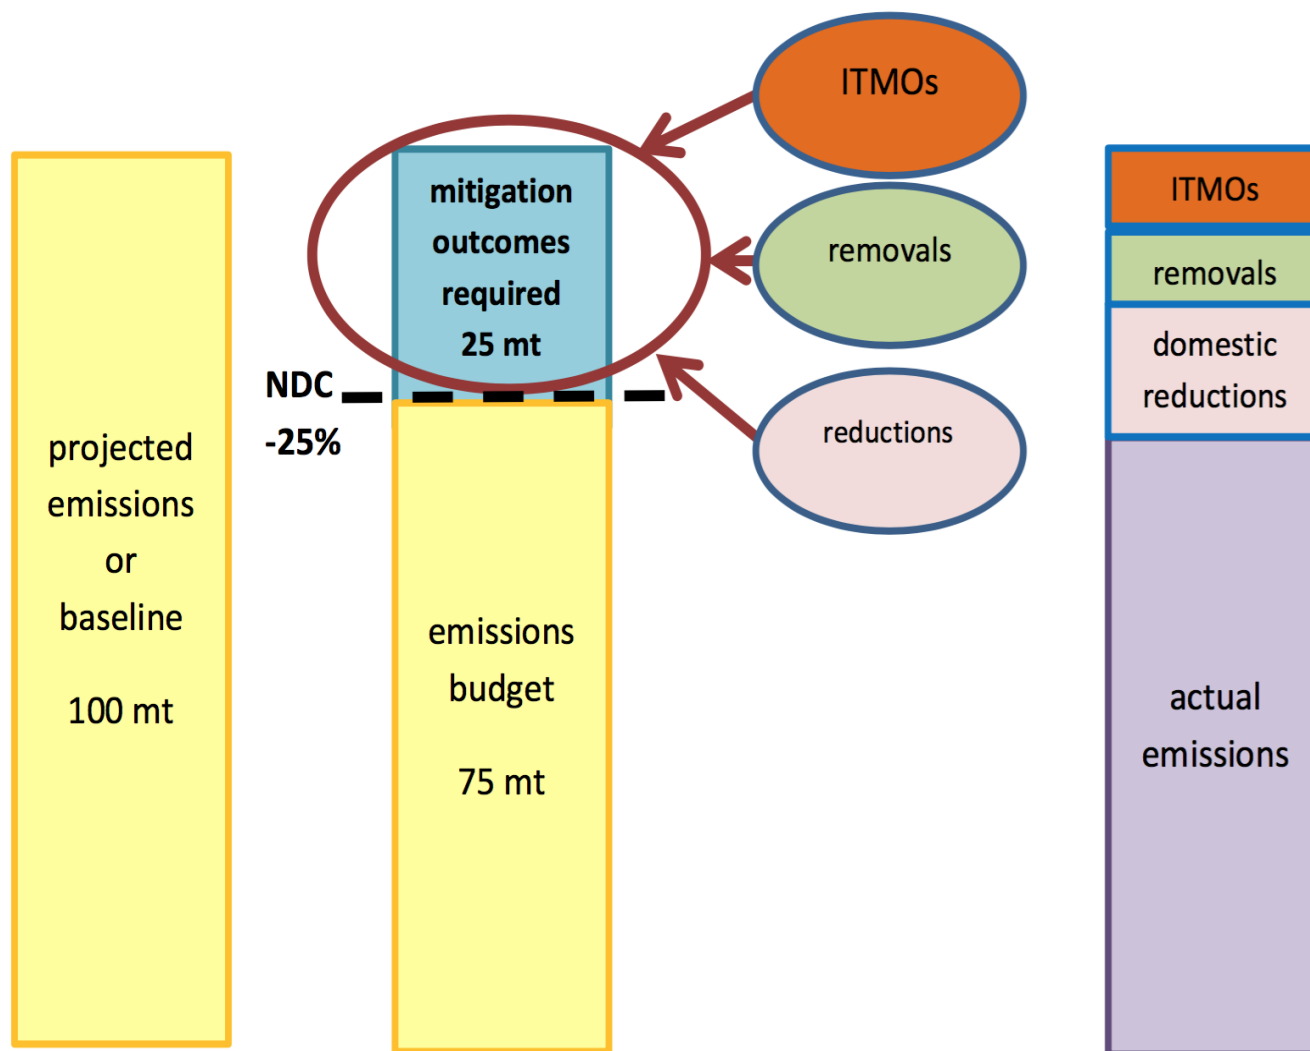 projected
emissions
or
baseline
100 mt
NDC
-25%
mitigation
outcomes
required
25 mt
emissions
budget
75 mt
ITMOs
removals
reductions
ITMOs
removals
domestic
reductions
actual
emissions